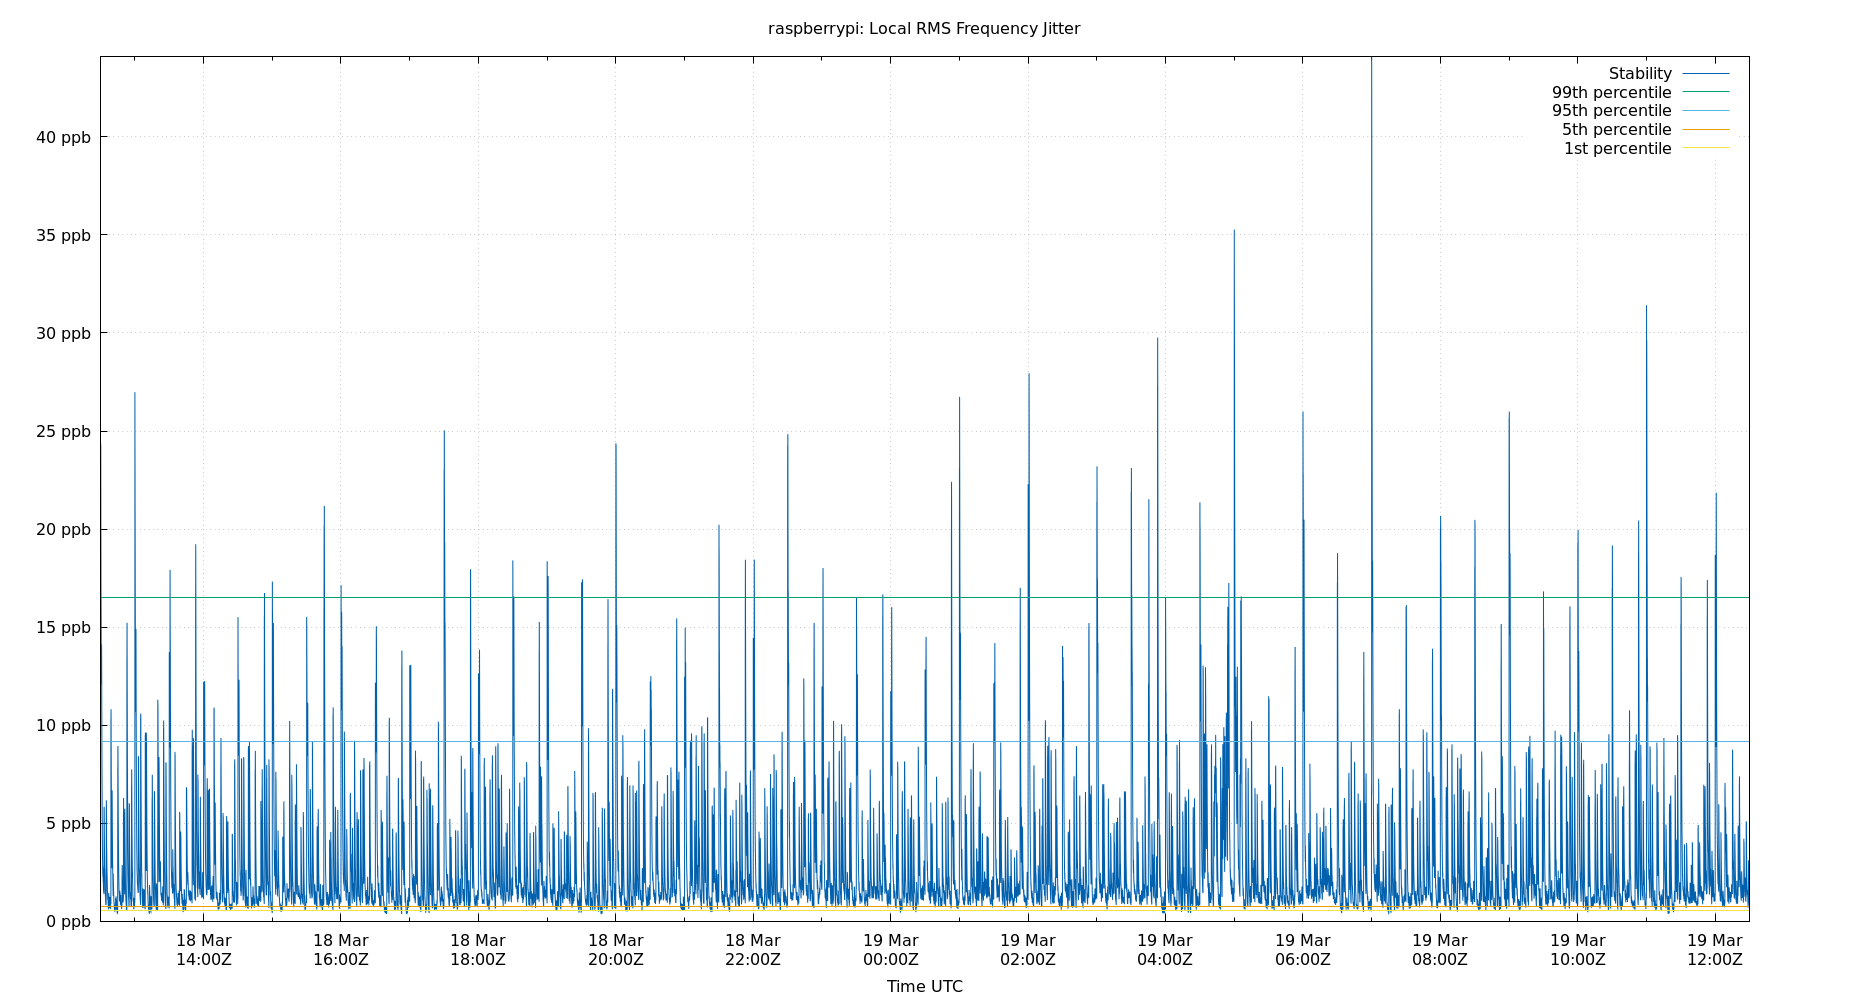 raspberrypi: Local RMS Frequency Jitter
Stability
99th percentile
95th percentile
5th percentile
1st percentile
40 ppb
35 ppb
30 ppb
25 ppb
20 ppb
15 ppb
10 ppb
5 ppb
0 ppb
18 Mar 18 Mar 18 Mar 18 Mar 18 Mar 19 Mar 19 Mar 19 Mar 19 Mar 19 Mar 19 Mar 19 Mar
14:00Z 16:00Z 18:00Z 20:00Z 22:00Z 00:00Z 02:00Z 04:00Z 06:00Z 08:00Z 10:00Z 12:00Z
Time UTC